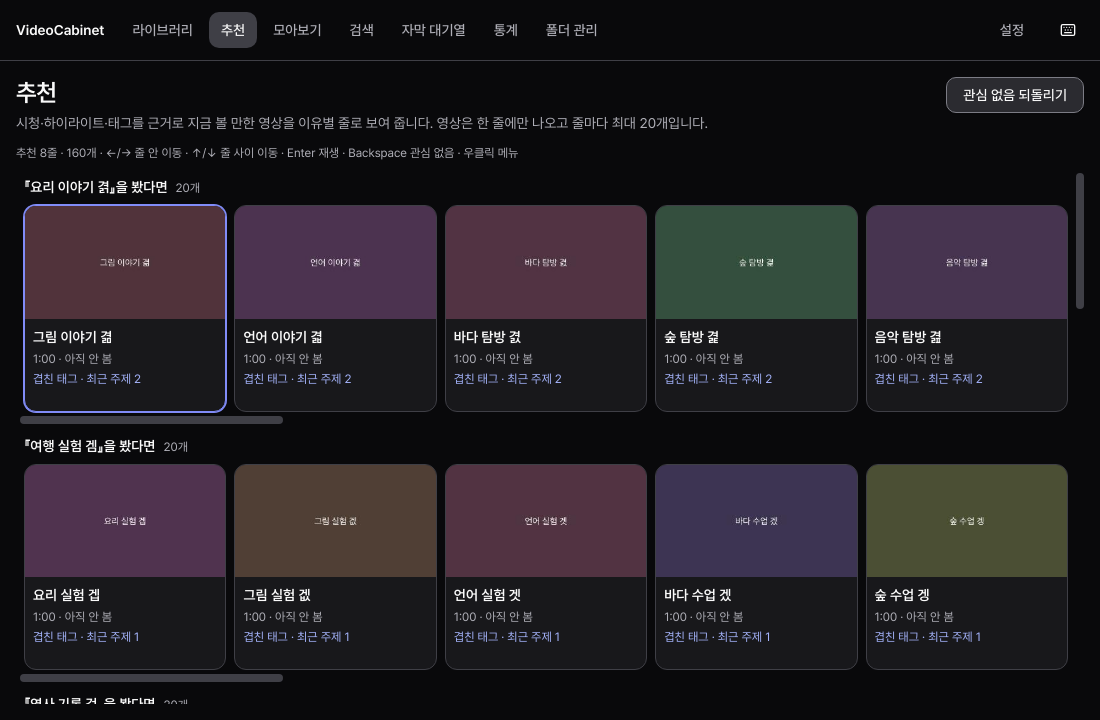 VideoCabinet 라이브러리 추천 모아보기 검색 자막 대기열 통계 폴더 관리 설정
추천
관심 없음 되돌리기
시청·하이라이트·태그를 근거로 지금 볼 만한 영상을 이유별 줄로 보여 줍니다. 영상은 한 줄에만 나오고 줄마다 최대 20개입니다.
추천 8줄 · 160개 · ←/→ 줄 안 이동 · ↑/↓ 줄 사이 이동 · Enter 재생 · Backspace 관심 없음 · 우클릭 메뉴
『요리 이야기 겱』을 봤다면 20개
그림 이야기 언어 이야기 바다 탐방 숲 탐방 음악 탐방
그림 이야기 언어 이야기 바다 탐방 숲 탐방 음악 탐방
1:00 · 아직 안 봄 1:00 · 아직 안 봄 1:00 · 아직 안 봄 1:00 · 아직 안 봄 1:00 · 아직 안 봄
겹친 태그 · 최근 주제 2 겹친 태그 · 최근 주제 2 겹친 태그 · 최근 주제 2 겹친 태그 · 최근 주제 2 겹친 태그 · 최근 주제 2
『여행 실험 겜』을 봤다면 20개
요리 실험 겝 그림 실험 겞 언어 실험 겟 바다 수업 겠 숲 수업 겡
요리 실험 겝 그림 실험 겞 언어 실험 겟 바다 수업 겠 숲 수업 겡
1:00 · 아직 안 봄 1:00 · 아직 안 봄 1:00 · 아직 안 봄 1:00 · 아직 안 봄 1:00 · 아직 안 봄
겹친 태그 · 최근 주제 1 겹친 태그 · 최근 주제 1 겹친 태그 · 최근 주제 1 겹친 태그 · 최근 주제 1 겹친 태그 · 최근 주제 1